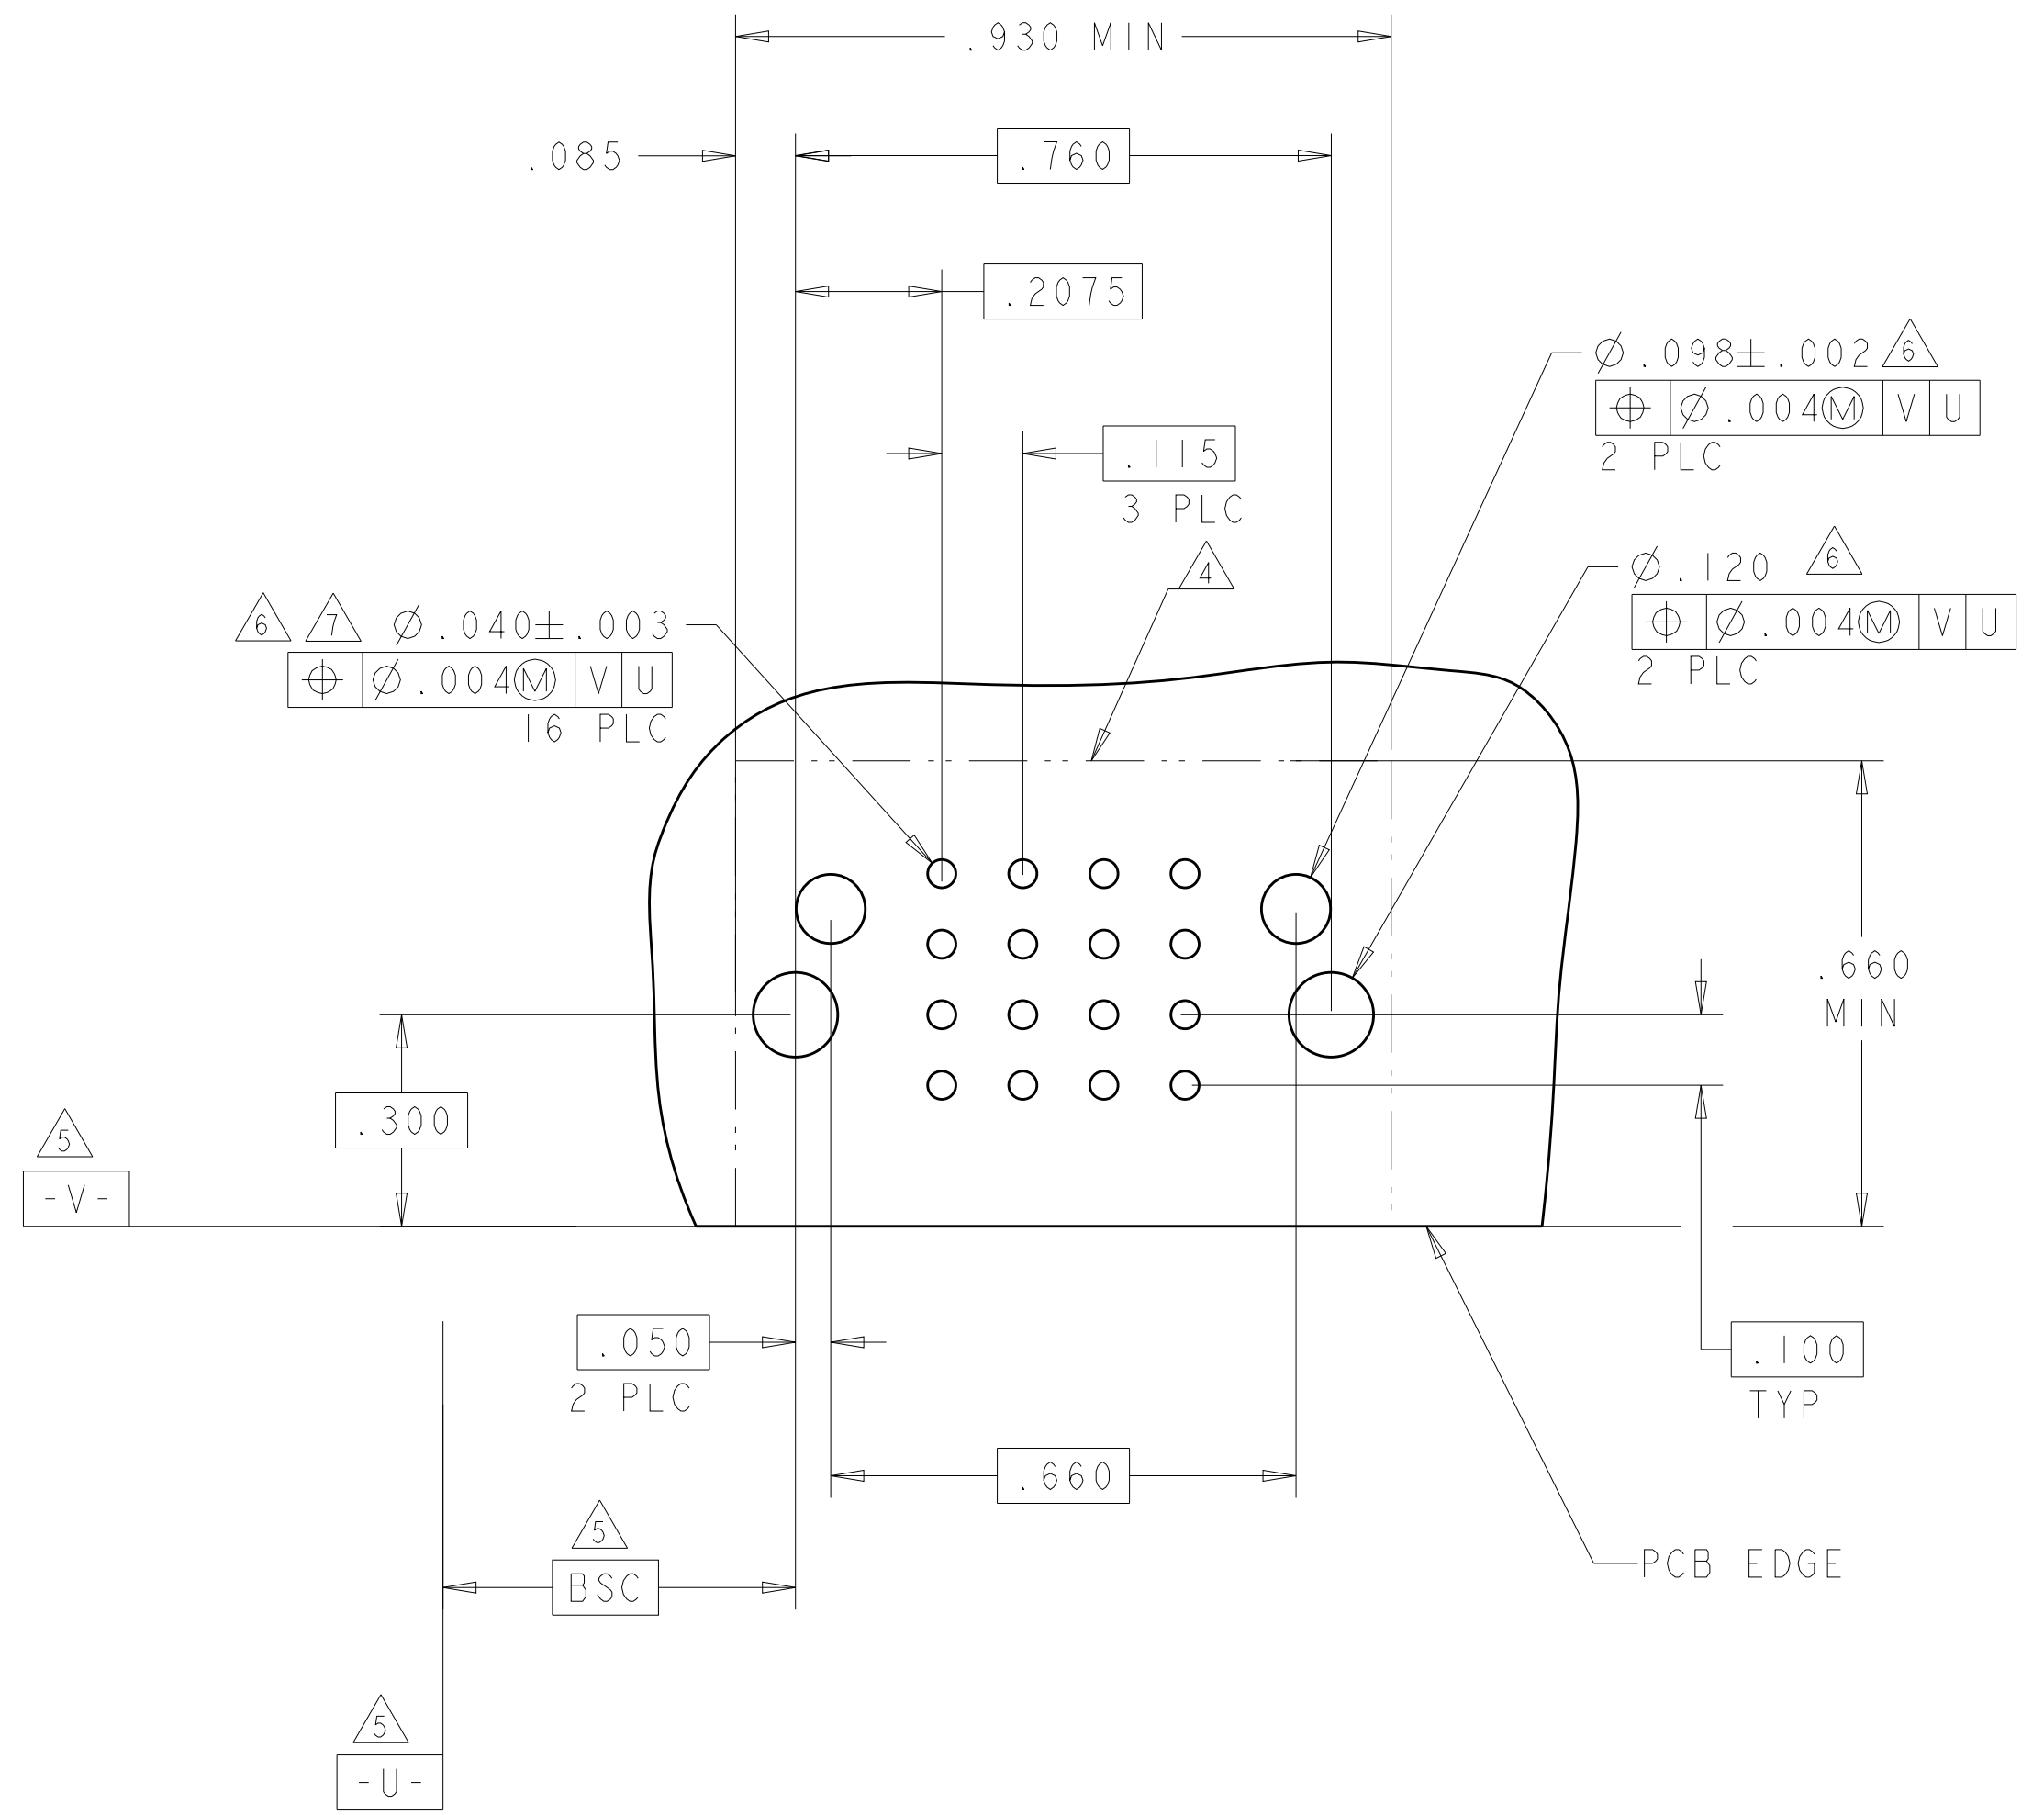 .930 MIN
.085
.760
.2075
⌀.098±.002 6
⌖ ⌀.004Ⓜ V U
2 PLC
.115
3 PLC
4
⌀.120 6
⌖ ⌀.004Ⓜ V U
2 PLC
6 7 ⌀.040±.003
⌖ ⌀.004Ⓜ V U
16 PLC
.660
MIN
.300
5
-V-
.050
2 PLC
.100
TYP
.660
5
BSC
PCB EDGE
5
-U-